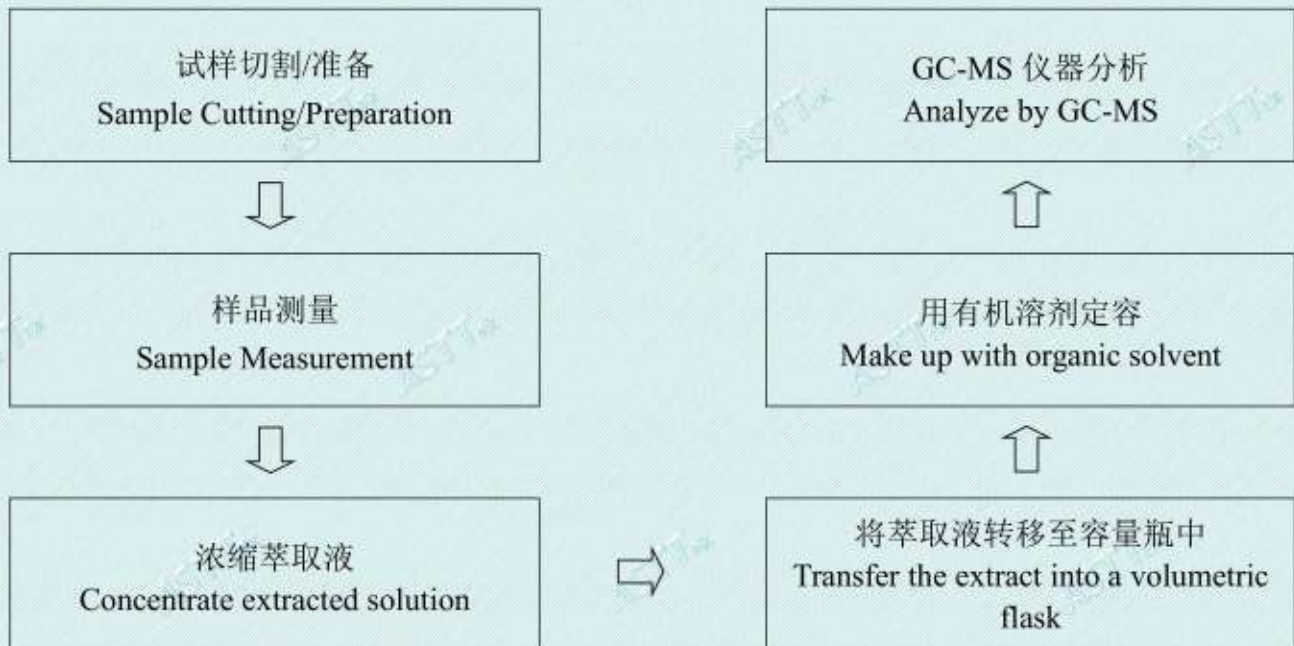 试样切割/准备
Sample Cutting/Preparation
样品测量
Sample Measurement
浓缩萃取液
Concentrate extracted solution
将萃取液转移至容量瓶中
Transfer the extract into a volumetric
flask
用有机溶剂定容
Make up with organic solvent
GC-MS 仪器分析
Analyze by GC-MS